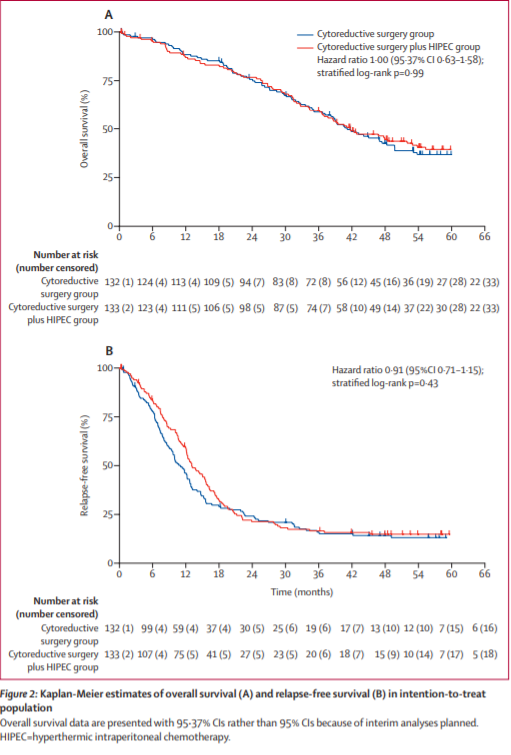 A
100
75
50
25
0
Overall survival (%)
Cytoreductive surgery group
Cytoreductive surgery plus HIPEC group
Hazard ratio 1·00 (95·37% CI 0·63–1·58);
stratified log-rank p=0·99
0 6 12 18 24 30 36 42 48 54 60 66
Number at risk
(number censored)
Cytoreductive 132 (1) 124 (4) 113 (4) 109 (5) 94 (7) 83 (8) 72 (8) 56 (12) 45 (16) 36 (19) 27 (28) 22 (33)
surgery group
Cytoreductive surgery 133 (2) 123 (4) 111 (5) 106 (5) 98 (5) 87 (5) 74 (7) 58 (10) 49 (14) 37 (22) 30 (28) 22 (33)
plus HIPEC group
B
100
75
50
25
0
Relapse-free survival (%)
Hazard ratio 0·91 (95%CI 0·71–1·15);
stratified log-rank p=0·43
0 6 12 18 24 30 36 42 48 54 60 66
Time (months)
Number at risk
(number censored)
Cytoreductive 132 (1) 99 (4) 59 (4) 37 (4) 30 (5) 25 (6) 19 (6) 17 (7) 13 (10) 12 (10) 7 (15) 6 (16)
surgery group
Cytoreductive surgery 133 (2) 107 (4) 75 (5) 41 (5) 27 (5) 23 (5) 20 (6) 18 (7) 15 (9) 10 (14) 7 (17) 5 (18)
plus HIPEC group
Figure 2: Kaplan-Meier estimates of overall survival (A) and relapse-free survival (B) in intention-to-treat
population
Overall survival data are presented with 95·37% CIs rather than 95% CIs because of interim analyses planned.
HIPEC=hyperthermic intraperitoneal chemotherapy.